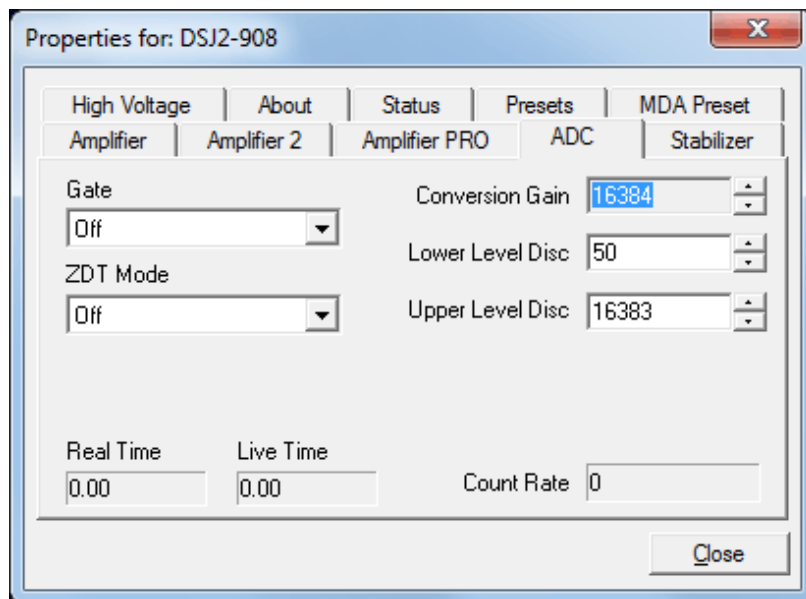 Properties for: DSJ2-908
High Voltage About Status Presets MDA Preset
Amplifier Amplifier 2 Amplifier PRO ADC Stabilizer
Gate
Off
ZDT Mode
Off
Conversion Gain 16384
Lower Level Disc 50
Upper Level Disc 16383
Real Time Live Time
0.00 0.00
Count Rate 0
Close